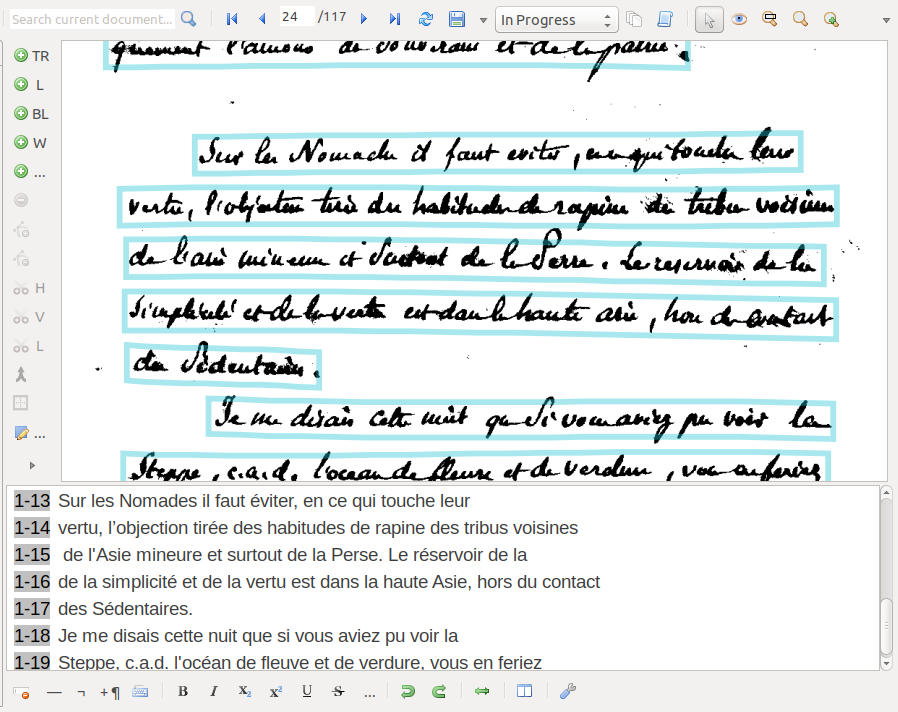 Search current document... 24 /117 In Progress
TR
L
BL
W
...
H
V
L
...
quement l'amour du souverain et de la patrie.
Sur les Nomades il faut eviter, en ce qui touche leur
vertu, l'objection tirée des habitudes de rapine des tribus voisines
de l'asie mineure et surtout de la Perse. Le reservoir de la
simplicité et de la vertu est dans la haute asie, hors du contact
des Sédentaires.
Je me disais cette nuit que si vous aviez pu voir la
Steppe, c.a.d. l'ocean de fleurs et de verdure, vous en feriez
1-13 Sur les Nomades il faut éviter, en ce qui touche leur
1-14 vertu, l’objection tirée des habitudes de rapine des tribus voisines
1-15 de l'Asie mineure et surtout de la Perse. Le réservoir de la
1-16 de la simplicité et de la vertu est dans la haute Asie, hors du contact
1-17 des Sédentaires.
1-18 Je me disais cette nuit que si vous aviez pu voir la
1-19 Steppe, c.a.d. l'océan de fleuve et de verdure, vous en feriez
— ¬ +¶ B I X₂ x² U S ...